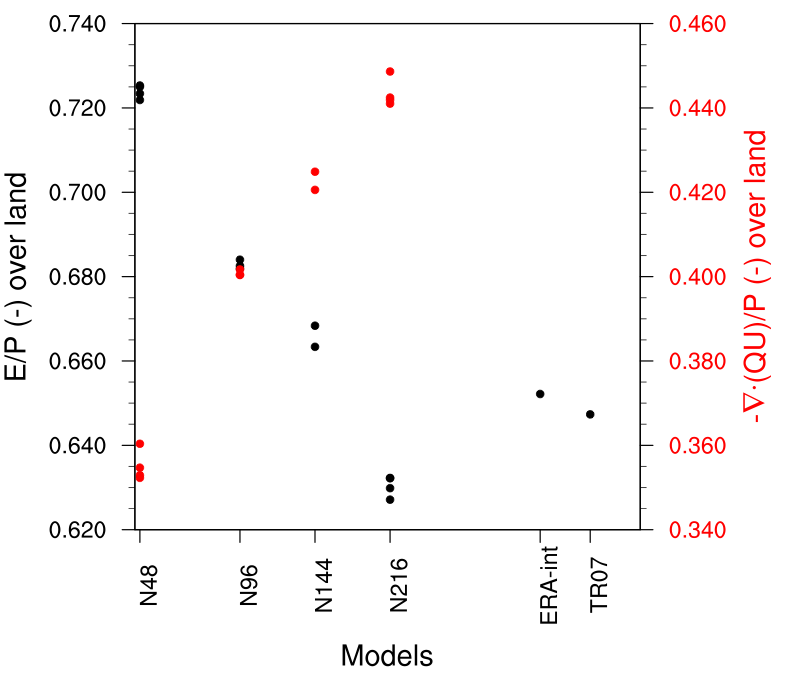 0.740
0.720
0.700
0.680
0.660
0.640
0.620
E/P (-) over land
0.460
0.440
0.420
0.400
0.380
0.360
0.340
-∇·(QU)/P (-) over land
N48
N96
N144
N216
ERA-int
TR07
Models